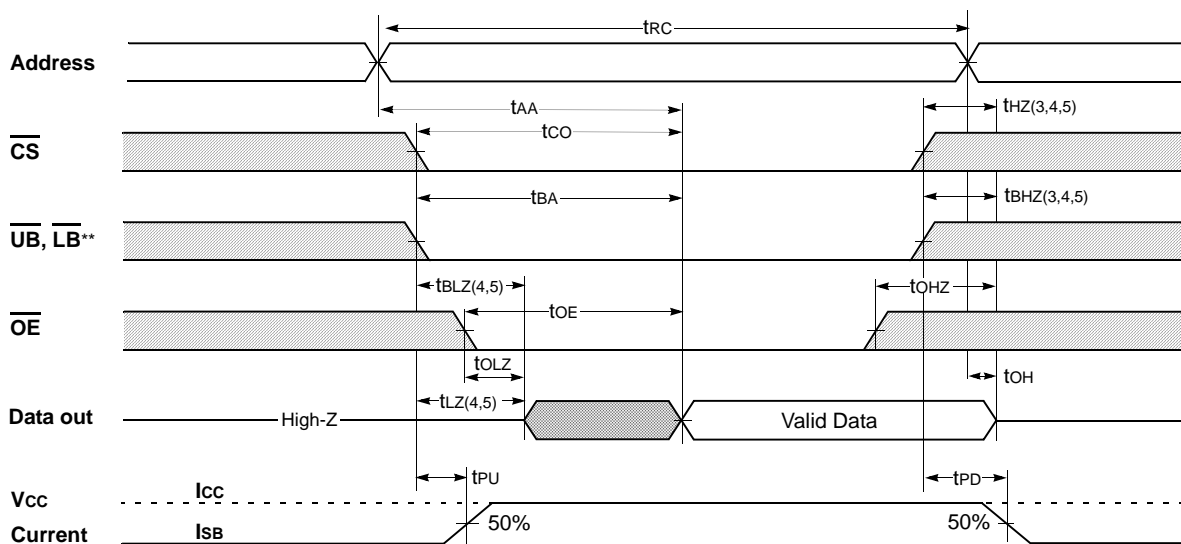 tRC
Address
tAA
tHZ(3,4,5)
tCO
CS
tBA
tBHZ(3,4,5)
UB, LB**
tBLZ(4,5)
tOHZ
tOE
OE
tOLZ
tOH
tLZ(4,5)
Data out
High-Z
Valid Data
tPU
tPD
VCC
ICC
50%
50%
Current
ISB